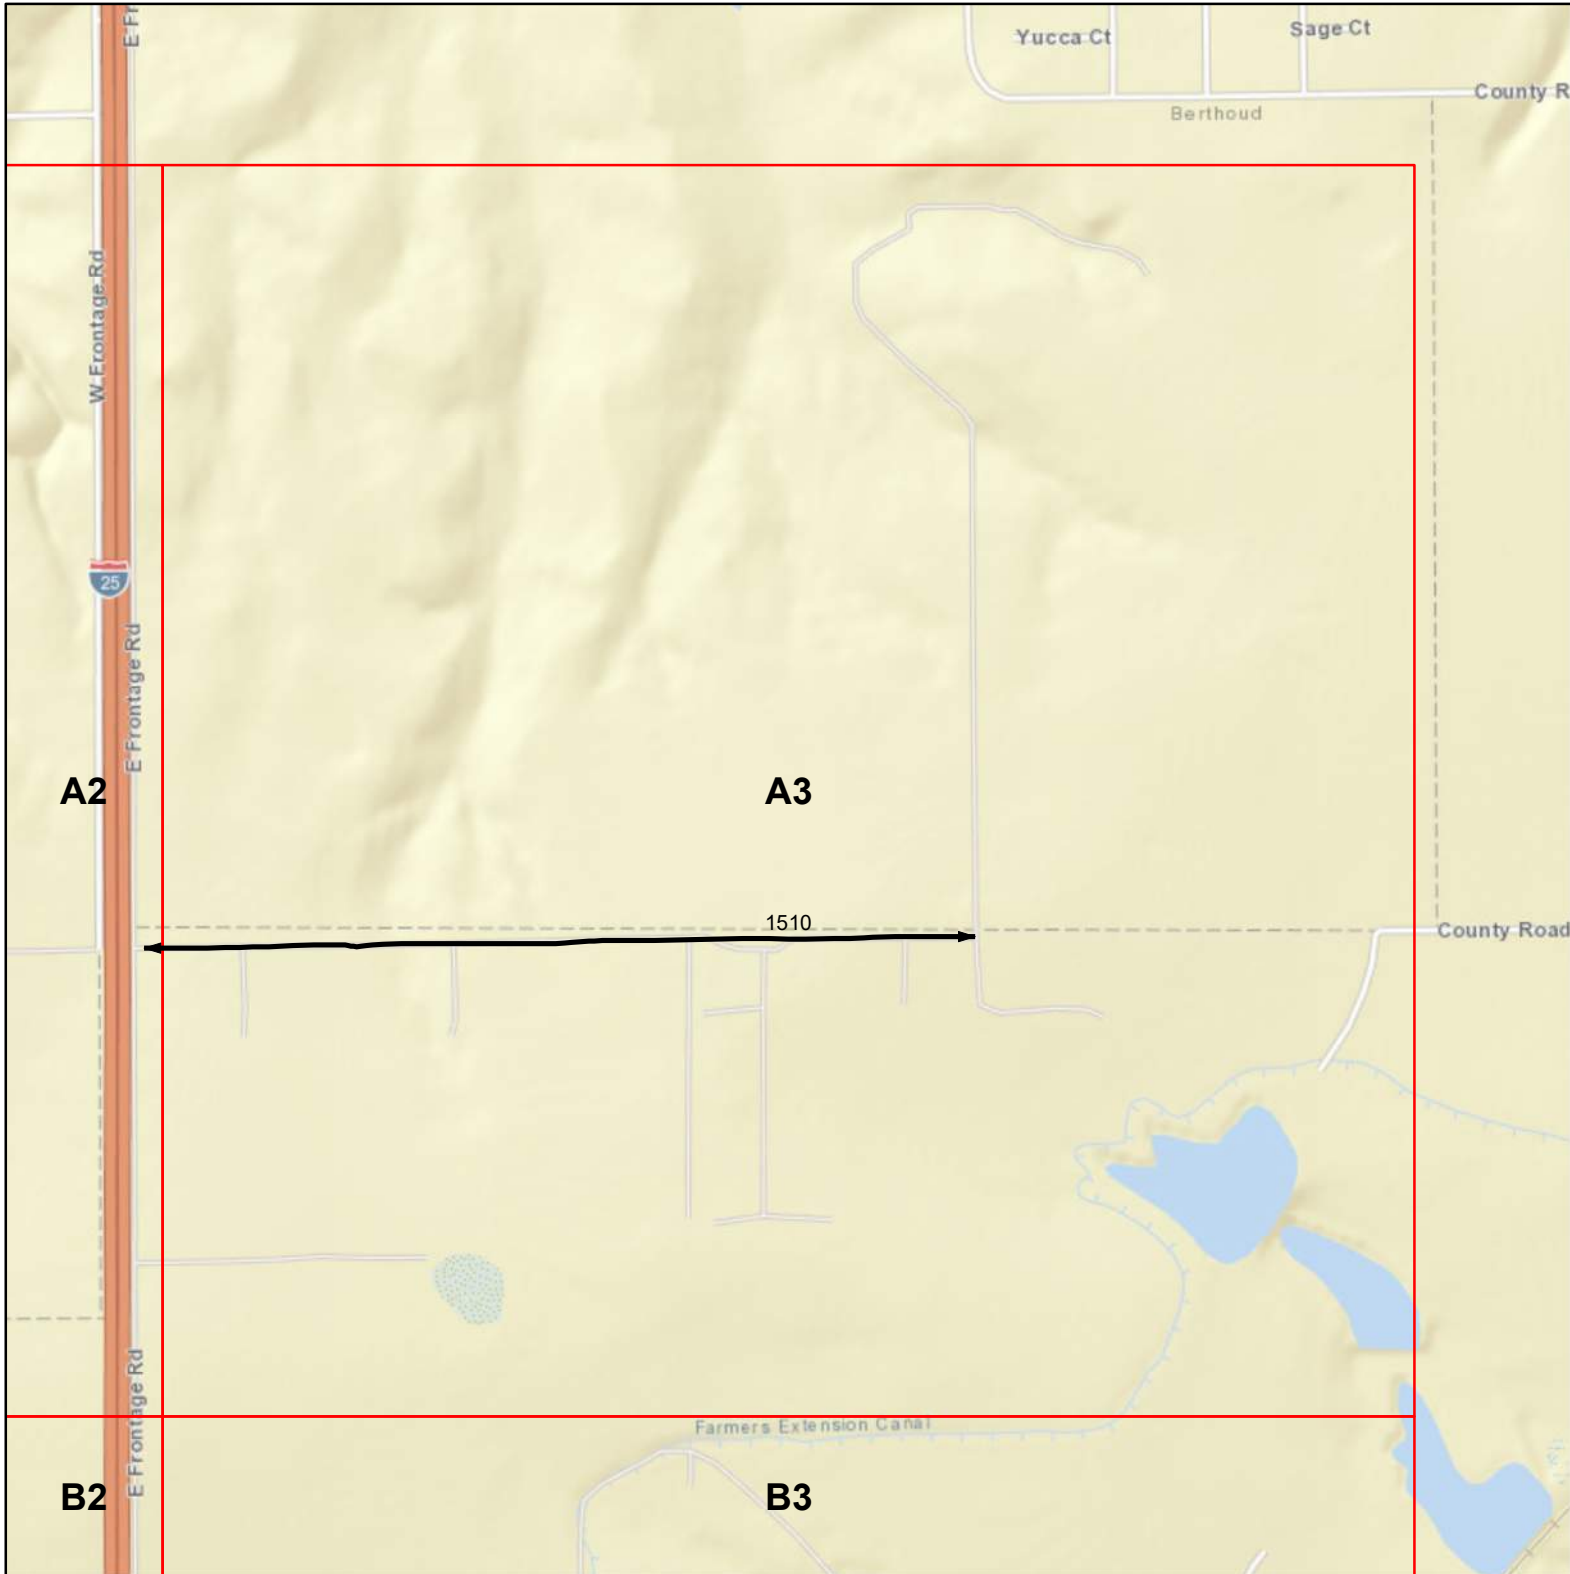 E Fr
Yucca Ct
Sage Ct
County R
Berthoud
W Frontage Rd
25
E Frontage Rd
A2
A3
1510
County Road
E Frontage Rd
Farmers Extension Canal
B2
B3